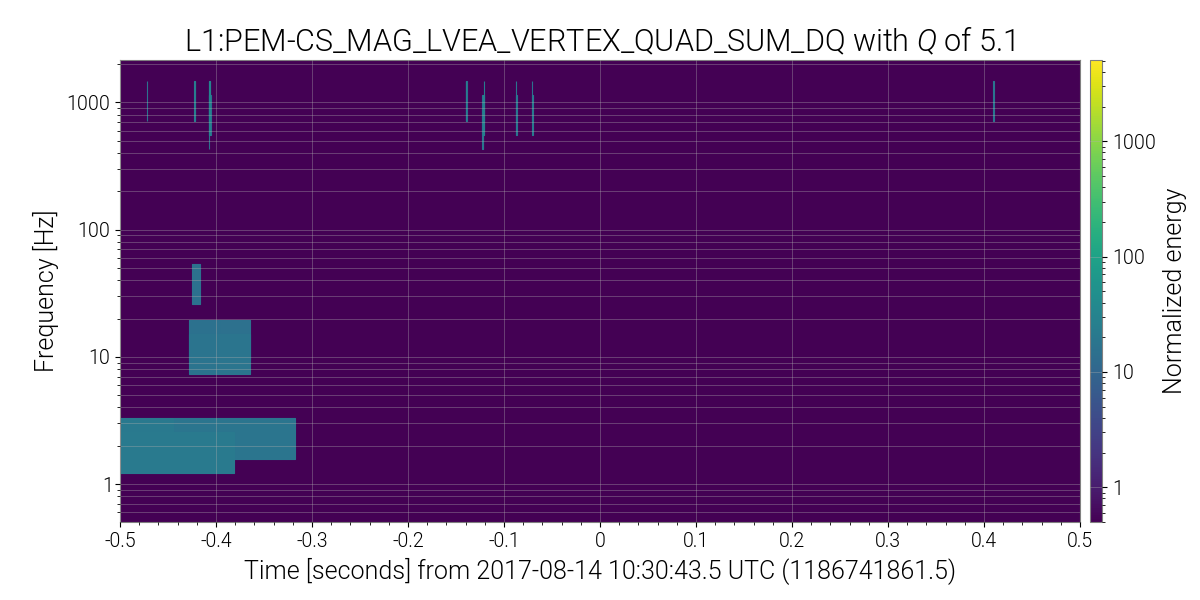 L1:PEM-CS_MAG_LVEA_VERTEX_QUAD_SUM_DQ with Q of 5.1
1000
100
10
1
Frequency [Hz]
-0.5 -0.4 -0.3 -0.2 -0.1 0 0.1 0.2 0.3 0.4 0.5
Time [seconds] from 2017-08-14 10:30:43.5 UTC (1186741861.5)
1000
100
10
1
Normalized energy